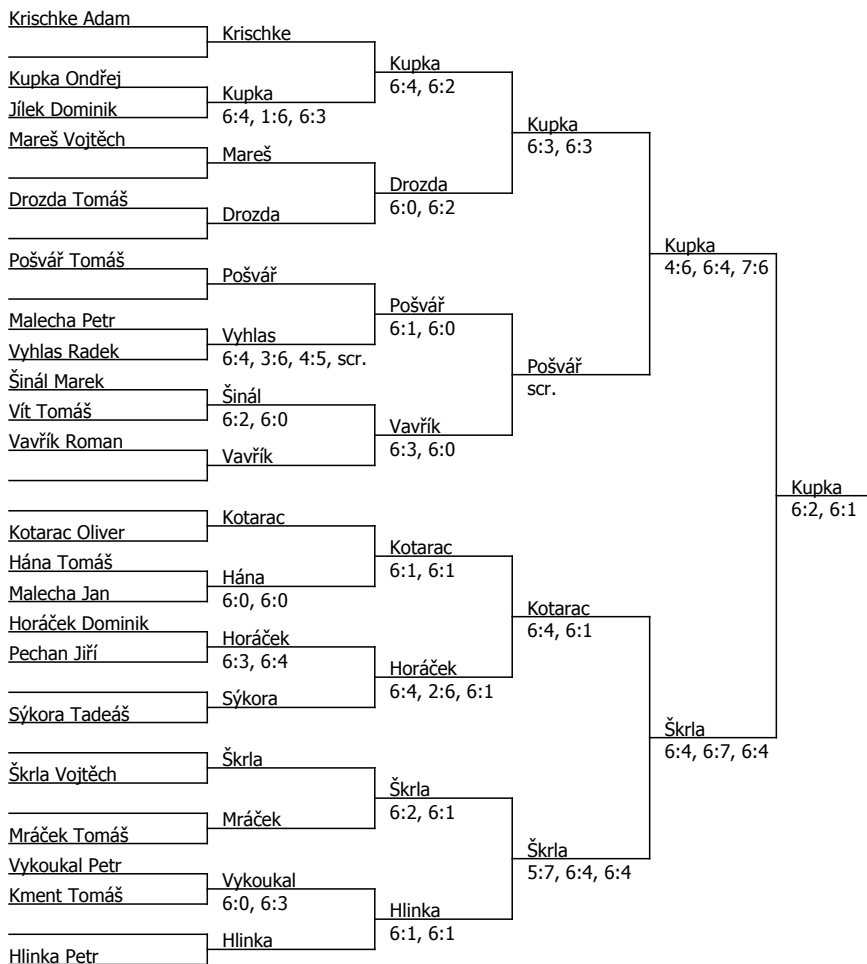 Krischke Adam
Krischke
Kupka
6:4, 6:2
Kupka Ondřej
Kupka
6:4, 1:6, 6:3
Jílek Dominik
Kupka
6:3, 6:3
Mareš Vojtěch
Mareš
Drozda
6:0, 6:2
Drozda Tomáš
Drozda
Kupka
4:6, 6:4, 7:6
Pošvář Tomáš
Pošvář
Pošvář
6:1, 6:0
Malecha Petr
Vyhlas
6:4, 3:6, 4:5, scr.
Vyhlas Radek
Pošvář
scr.
Šinál Marek
Šinál
6:2, 6:0
Vít Tomáš
Vavřík
6:3, 6:0
Vavřík Roman
Vavřík
Kupka
6:2, 6:1
Kotarac
Kotarac Oliver
Kotarac
6:1, 6:1
Hána Tomáš
Hána
6:0, 6:0
Malecha Jan
Kotarac
6:4, 6:1
Horáček Dominik
Horáček
6:3, 6:4
Pechan Jiří
Horáček
6:4, 2:6, 6:1
Sýkora
Sýkora Tadeáš
Škrla
6:4, 6:7, 6:4
Škrla
Škrla Vojtěch
Škrla
6:2, 6:1
Mráček
Mráček Tomáš
Škrla
5:7, 6:4, 6:4
Vykoukal Petr
Vykoukal
6:0, 6:3
Kment Tomáš
Hlinka
6:1, 6:1
Hlinka
Hlinka Petr